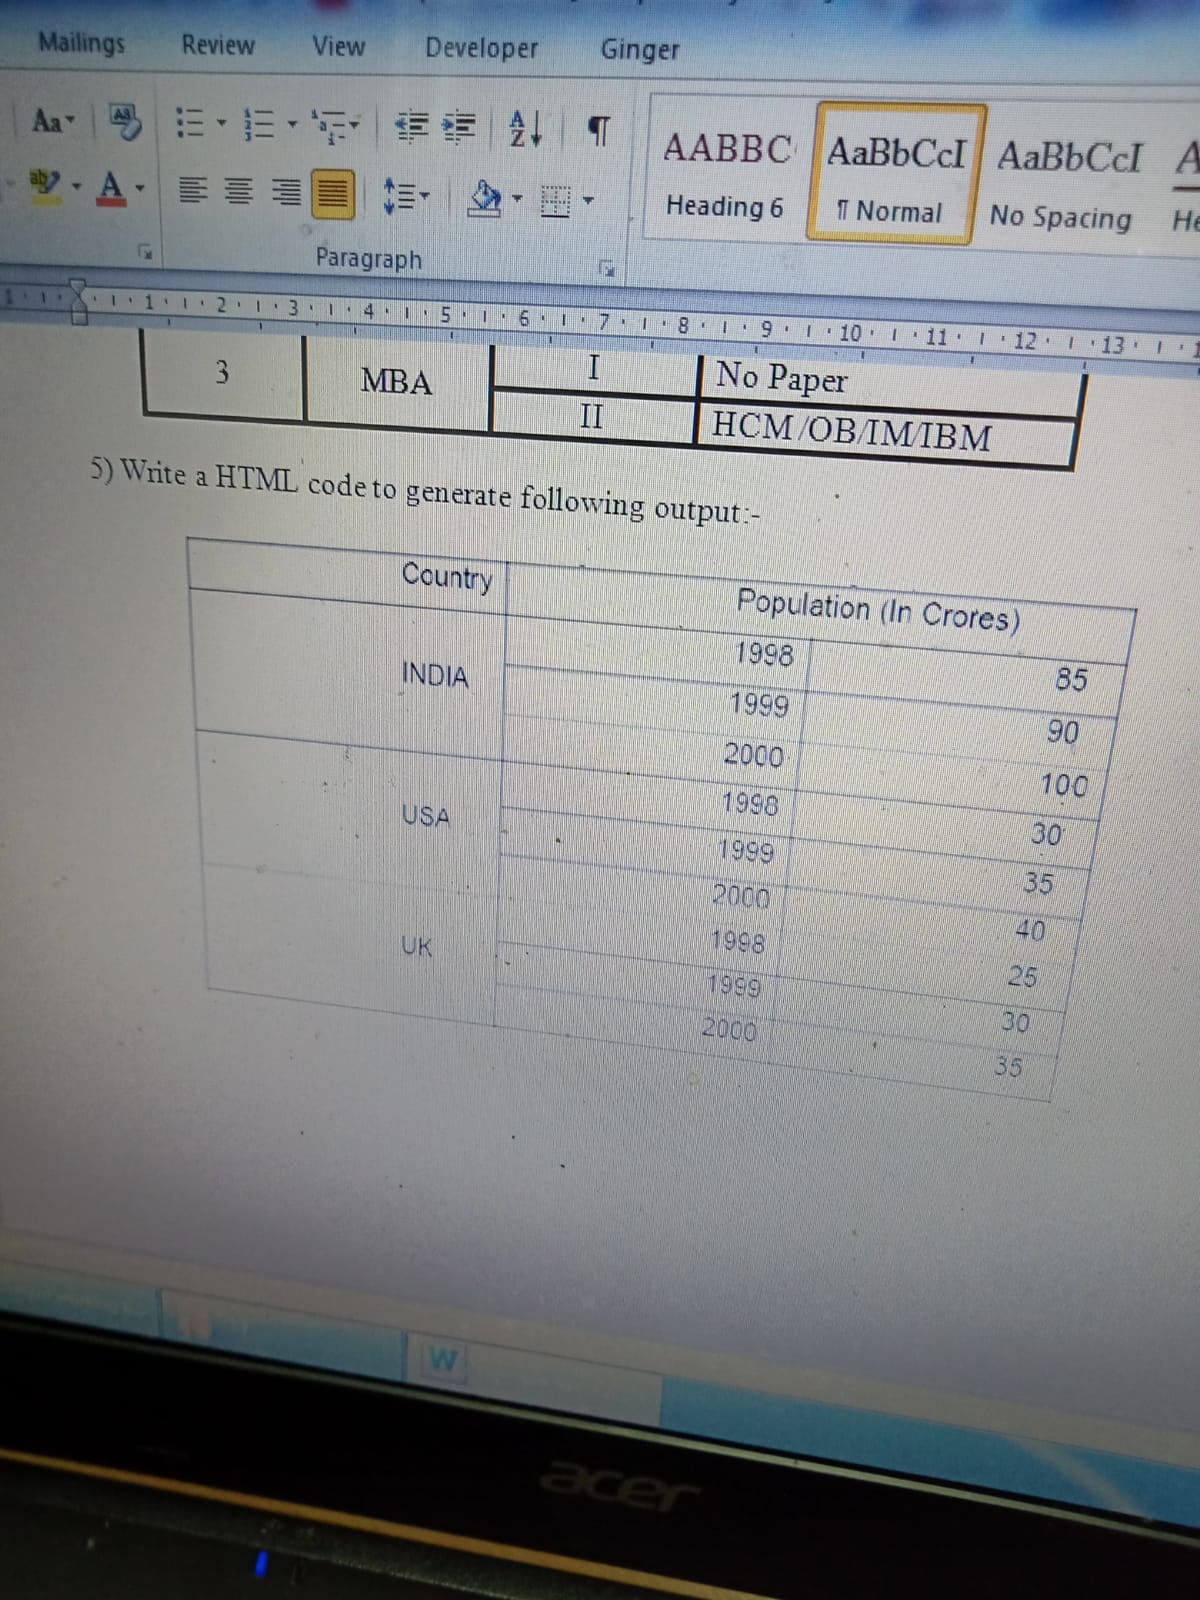 Mailings Review View Developer Ginger
Aa
AABBC AaBbCcI AaBbCcI
Heading 6 ¶ Normal No Spacing
Paragraph
1 2 3 4 5 6 7 8 9 10 11 12 13
3 MBA I No Paper
II HCM/OB/IM/IBM
5) Write a HTML code to generate following output:-
Country Population (In Crores)
INDIA 1998 85
1999 90
2000 100
USA 1998 30
1999 35
2000 40
UK 1998 25
1999 30
2000 35
W
acer